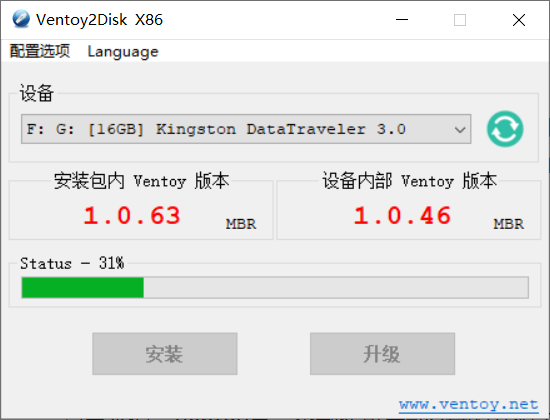 Ventoy2Disk X86
配置选项 Language
设备
F: G: [16GB] Kingston DataTraveler 3.0
安装包内 Ventoy 版本
设备内部 Ventoy 版本
1.0.63 MBR
1.0.46 MBR
Status - 31%
安装
升级
www.ventoy.net